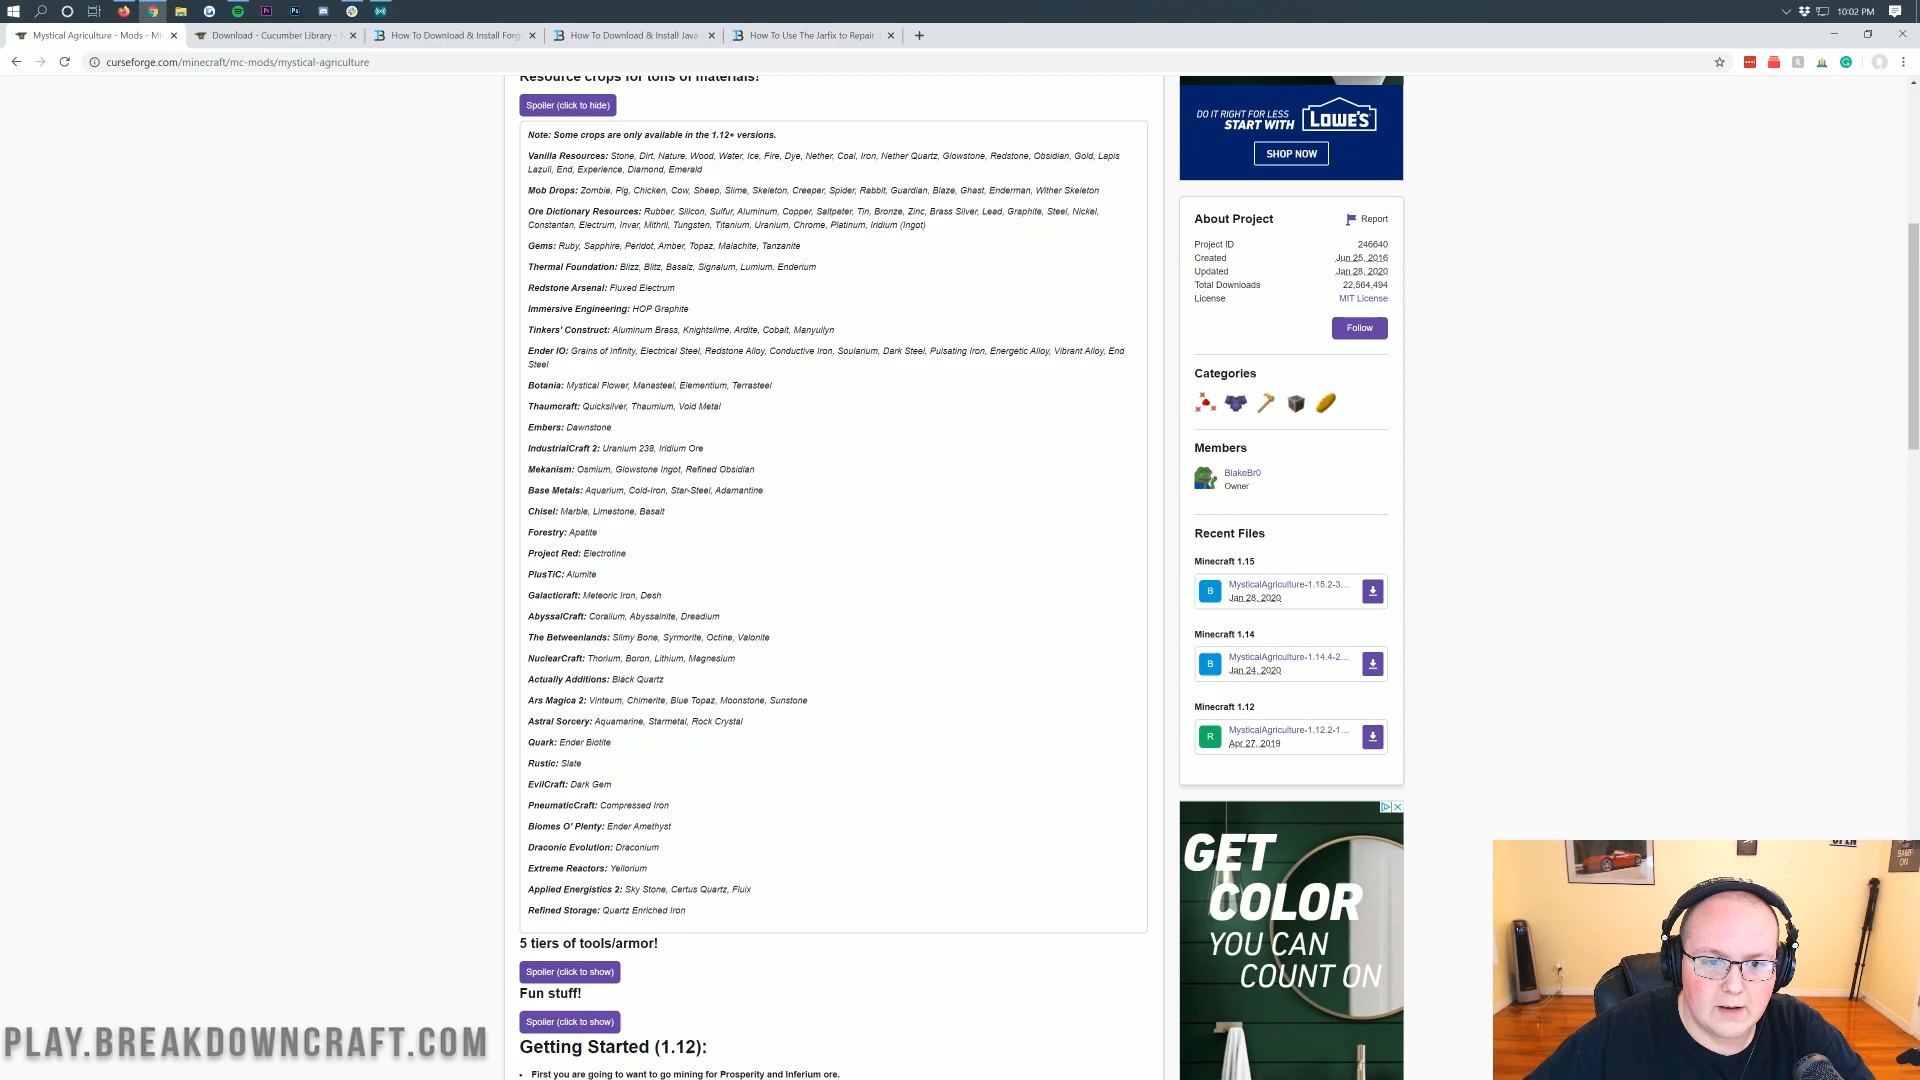 10:02 PM
Mystical Agriculture - Mods - Mi
Download - Cucumber Library -
How To Download & Install Forg
How To Download & Install Java
How To Use The Jarfix to Repair
curseforge.com/minecraft/mc-mods/mystical-agriculture
Resource crops for tons of materials!
Spoiler (click to hide)
Note: Some crops are only available in the 1.12+ versions.
Vanilla Resources: Stone, Dirt, Nature, Wood, Water, Ice, Fire, Dye, Nether, Coal, Iron, Nether Quartz, Glowstone, Redstone, Obsidian, Gold, Lapis
Lazuli, End, Experience, Diamond, Emerald
Mob Drops: Zombie, Pig, Chicken, Cow, Sheep, Slime, Skeleton, Creeper, Spider, Rabbit, Guardian, Blaze, Ghast, Enderman, Wither Skeleton
Ore Dictionary Resources: Rubber, Silicon, Sulfur, Aluminum, Copper, Saltpeter, Tin, Bronze, Zinc, Brass Silver, Lead, Graphite, Steel, Nickel,
Constantan, Electrum, Invar, Mithril, Tungsten, Titanium, Uranium, Chrome, Platinum, Iridium (Ingot)
Gems: Ruby, Sapphire, Peridot, Amber, Topaz, Malachite, Tanzanite
Thermal Foundation: Blizz, Blitz, Basalz, Signalum, Lumium, Enderium
Redstone Arsenal: Fluxed Electrum
Immersive Engineering: HOP Graphite
Tinkers' Construct: Aluminum Brass, Knightslime, Ardite, Cobalt, Manyullyn
Ender IO: Grains of Infinity, Electrical Steel, Redstone Alloy, Conductive Iron, Soularium, Dark Steel, Pulsating Iron, Energetic Alloy, Vibrant Alloy, End
Steel
Botania: Mystical Flower, Manasteel, Elementium, Terrasteel
Thaumcraft: Quicksilver, Thaumium, Void Metal
Embers: Dawnstone
IndustrialCraft 2: Uranium 238, Iridium Ore
Mekanism: Osmium, Glowstone Ingot, Refined Obsidian
Base Metals: Aquarium, Cold-Iron, Star-Steel, Adamantine
Chisel: Marble, Limestone, Basalt
Forestry: Apatite
Project Red: Electrotine
PlusTiC: Alumite
Galacticraft: Meteoric Iron, Desh
AbyssalCraft: Coralium, Abyssalnite, Dreadium
The Betweenlands: Slimy Bone, Syrmorite, Octine, Valonite
NuclearCraft: Thorium, Boron, Lithium, Magnesium
Actually Additions: Black Quartz
Ars Magica 2: Vinteum, Chimerite, Blue Topaz, Moonstone, Sunstone
Astral Sorcery: Aquamarine, Starmetal, Rock Crystal
Quark: Ender Biotite
Rustic: Slate
EvilCraft: Dark Gem
PneumaticCraft: Compressed Iron
Biomes O' Plenty: Ender Amethyst
Draconic Evolution: Draconium
Extreme Reactors: Yellorium
Applied Energistics 2: Sky Stone, Certus Quartz, Fluix
Refined Storage: Quartz Enriched Iron
5 tiers of tools/armor!
Spoiler (click to show)
Fun stuff!
Spoiler (click to show)
Getting Started (1.12):
• First you are going to want to go mining for Prosperity and Inferium ore.
DO IT RIGHT FOR LESS
START WITH
LOWE'S
SHOP NOW
About Project
Report
Project ID 246640
Created Jun 25, 2016
Updated Jan 28, 2020
Total Downloads 22,564,494
License MIT License
Follow
Categories
Members
BlakeBr0
Owner
Recent Files
Minecraft 1.15
B
MysticalAgriculture-1.15.2-3...
Jan 28, 2020
Minecraft 1.14
B
MysticalAgriculture-1.14.4-2...
Jan 24, 2020
Minecraft 1.12
R
MysticalAgriculture-1.12.2-1...
Apr 27, 2019
GET
COLOR
YOU CAN
COUNT ON
PLAY.BREAKDOWNCRAFT.COM